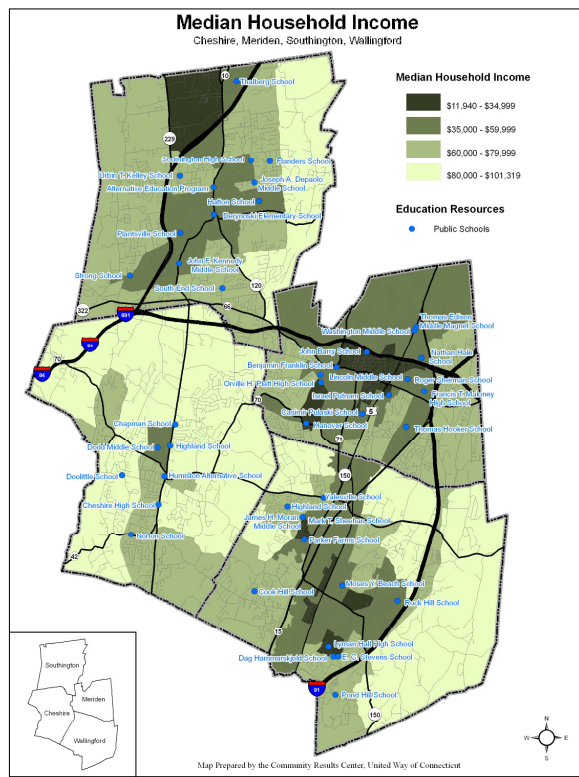 Median Household Income
Cheshire, Meriden, Southington, Wallingford
Median Household Income
$11,940 - $34,999
$35,000 - $59,999
$60,000 - $79,999
$80,000 - $101,319
Education Resources
Public Schools
10
Thalberg School
229
Southington High School
Flanders School
Urbin T. Kelley School
Joseph A. Depaolo
Middle School
Alternative Education Program
Hatton School
Derynoski Elementary School
Plantsville School
John F. Kennedy
Middle School
Strong School
South End School
120
322
66
691
84
84
70
Thomas Edison
Middle Magnet School
Washington Middle School
John Barry School
Nathan Hale
School
Benjamin Franklin School
Lincoln Middle School
Roger Sherman School
Orville H. Platt High School
Israel Putnam School
Francis T. Maloney
High School
70
Casimir Pulaski School
5
Hanover School
Thomas Hooker School
71
Chapman School
Dodd Middle School
Highland School
Doolittle School
Humiston Alternative School
150
Yalesville School
Highland School
Cheshire High School
James H. Moran
Middle School
Mark T. Sheehan School
Norton School
Parker Farms School
42
Moses Y. Beach School
Cook Hill School
Rock Hill School
15
Lyman Hall High School
Dag Hammarskjold School
E. C. Stevens School
91
Pond Hill School
150
Southington
Meriden
Cheshire
Wallingford
N
W
E
S
Map Prepared by the Community Results Center, United Way of Connecticut